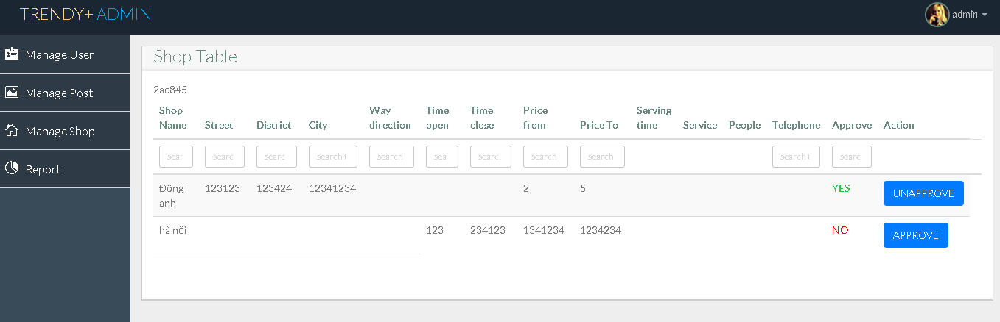 TRENDY+ ADMIN
admin
Manage User
Manage Post
Manage Shop
Report
Shop Table
2ac845
Shop Name Street District City Way direction Time open Time close Price from Price To Serving time Service People Telephone Approve Action
sear searc searc search f search sea searcl search search search t searc
Đông anh 123123 123424 12341234 2 5 YES UNAPPROVE
hà nội 123 234123 1341234 1234234 NO APPROVE